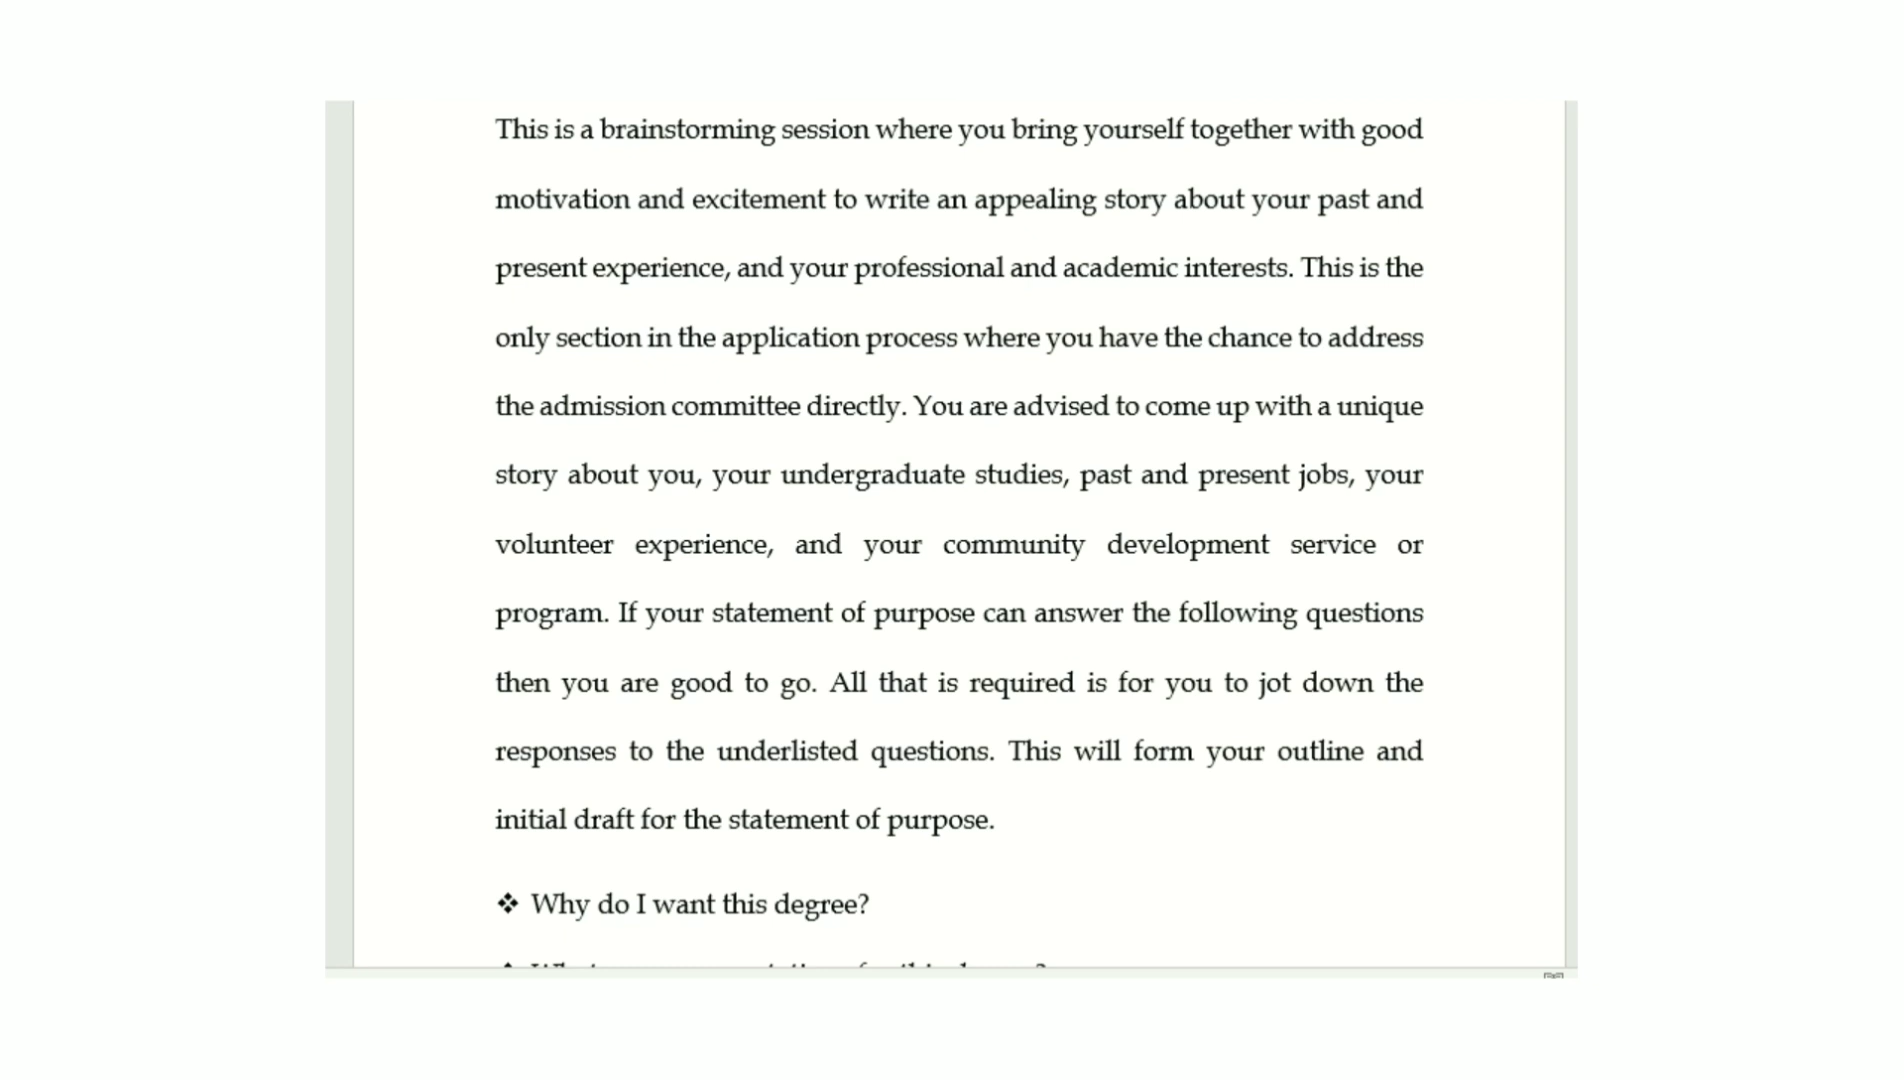 This is a brainstorming session where you bring yourself together with good
motivation and excitement to write an appealing story about your past and
present experience, and your professional and academic interests. This is the
only section in the application process where you have the chance to address
the admission committee directly. You are advised to come up with a unique
story about you, your undergraduate studies, past and present jobs, your
volunteer experience, and your community development service or
program. If your statement of purpose can answer the following questions
then you are good to go. All that is required is for you to jot down the
responses to the underlisted questions. This will form your outline and
initial draft for the statement of purpose.
❖ Why do I want this degree?